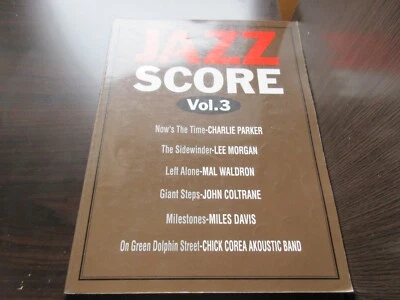 JAZZ
SCORE
Vol.3
Now's The Time-CHARLIE PARKER
The Sidewinder-LEE MORGAN
Left Alone-MAL WALDRON
Giant Steps-JOHN COLTRANE
Milestones-MILES DAVIS
On Green Dolphin Street-CHICK COREA AKOUSTIC BAND